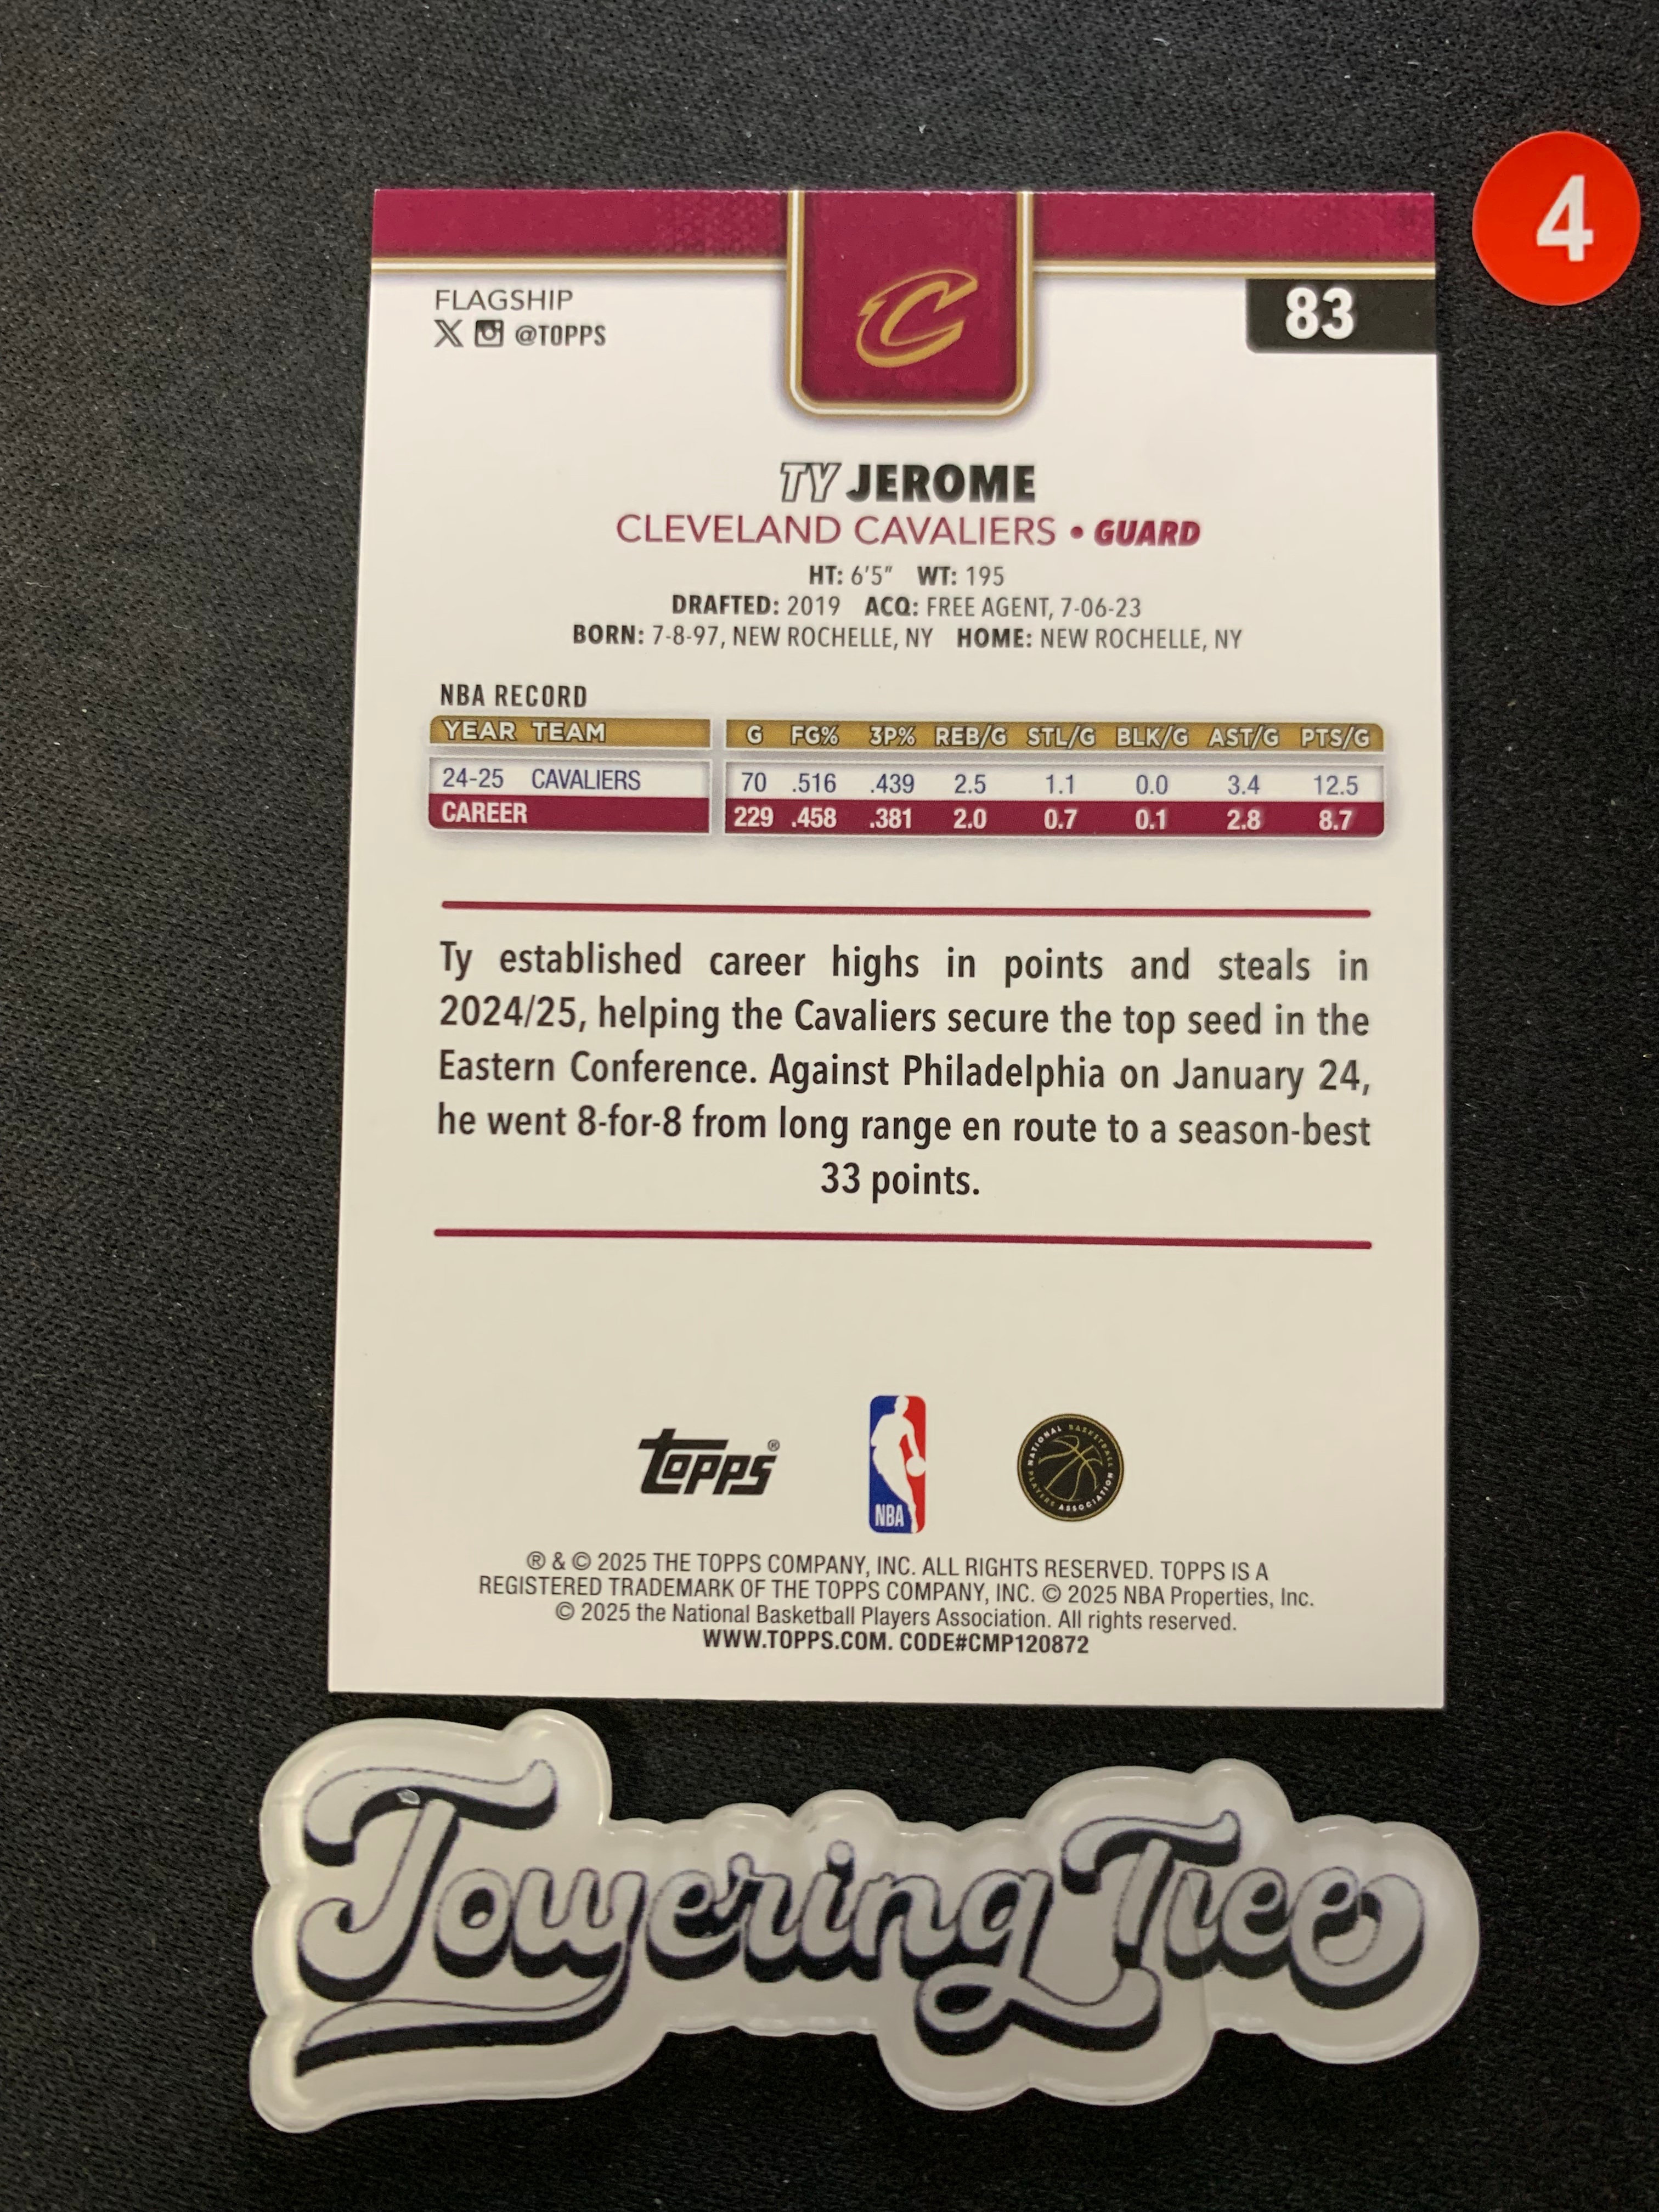 4
FLAGSHIP
83
X @TOPPS
TY JEROME
CLEVELAND CAVALIERS • GUARD
HT: 6'5" WT: 195
DRAFTED: 2019 ACQ: FREE AGENT, 7-06-23
BORN: 7-8-97, NEW ROCHELLE, NY HOME: NEW ROCHELLE, NY
NBA RECORD
YEAR TEAM G FG% 3P% REB/G STL/G BLK/G AST/G PTS/G
24-25 CAVALIERS 70 .516 .439 2.5 1.1 0.0 3.4 12.5
CAREER 229 .458 .381 2.0 0.7 0.1 2.8 8.7
Ty established career highs in points and steals in
2024/25, helping the Cavaliers secure the top seed in the
Eastern Conference. Against Philadelphia on January 24,
he went 8-for-8 from long range en route to a season-best
33 points.
Topps®
NBA
NATIONAL BASKETBALL PLAYERS ASSOCIATION
® & © 2025 THE TOPPS COMPANY, INC. ALL RIGHTS RESERVED. TOPPS IS A
REGISTERED TRADEMARK OF THE TOPPS COMPANY, INC. © 2025 NBA Properties, Inc.
© 2025 the National Basketball Players Association. All rights reserved.
WWW.TOPPS.COM. CODE#CMP120872
Towering Tree